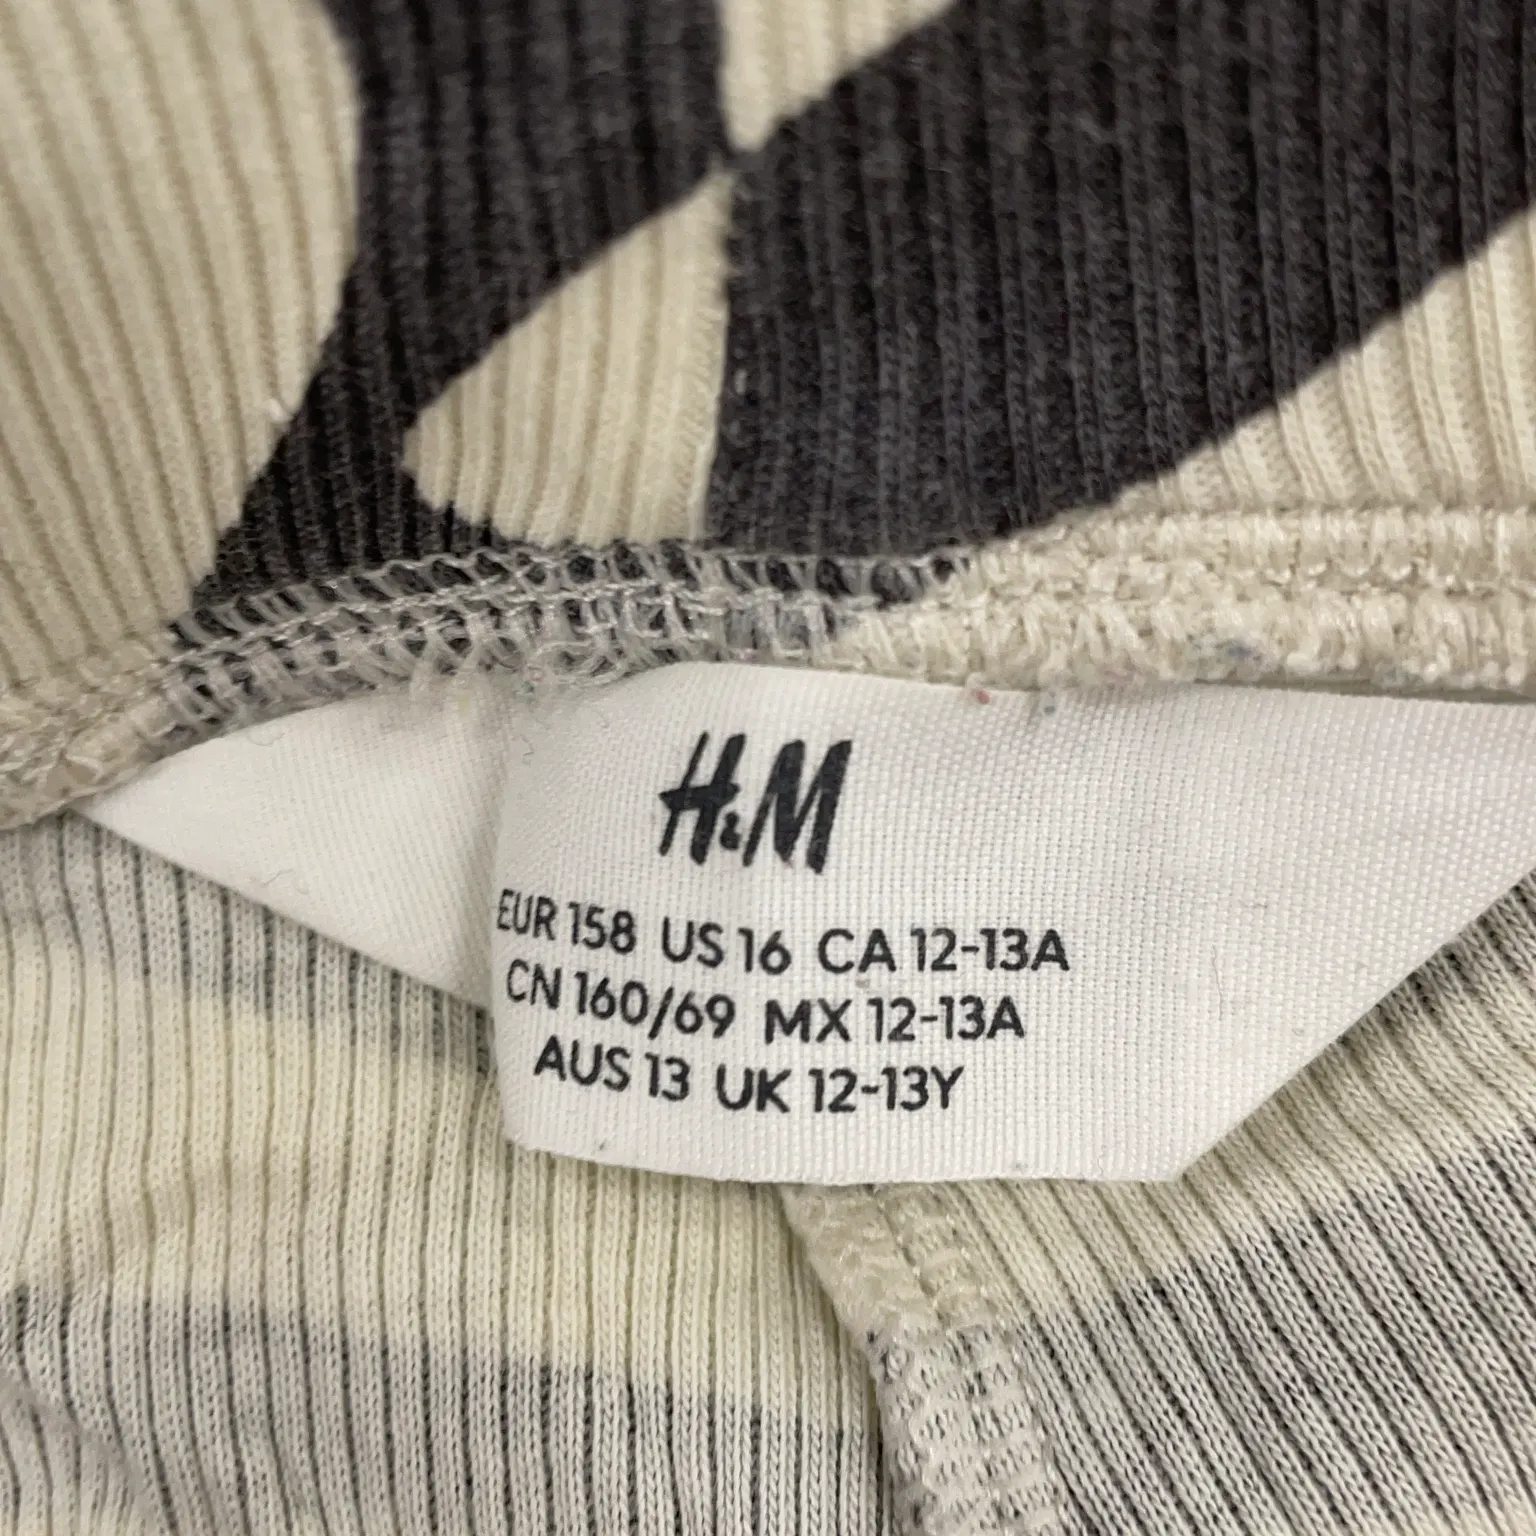 H&M
EUR 158 US 16 CA 12-13A
CN 160/69 MX 12-13A
AUS 13 UK 12-13Y